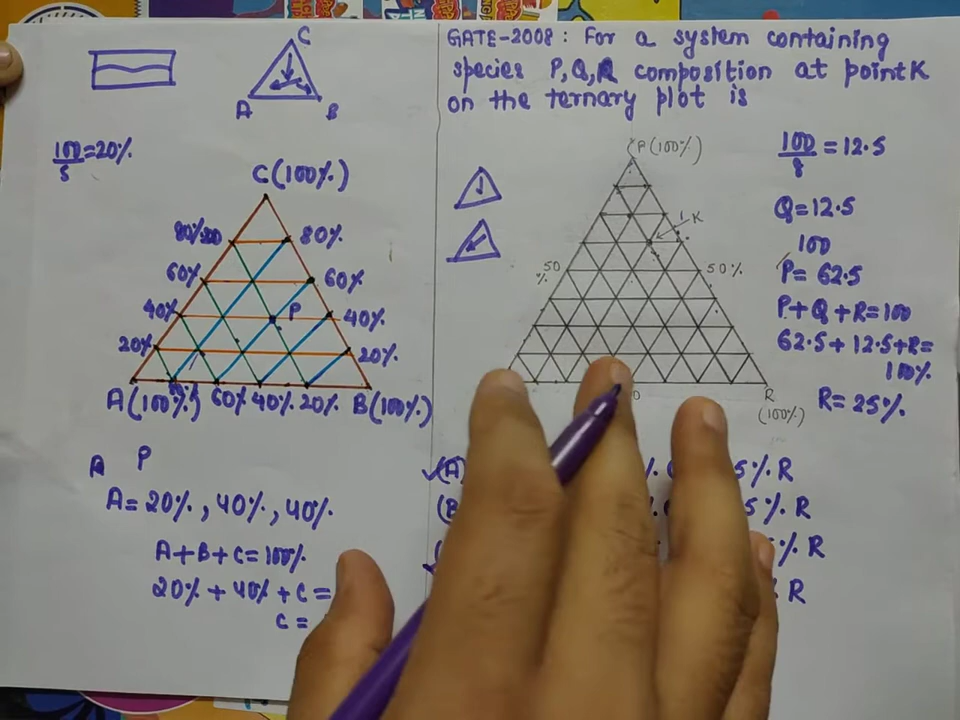 C
A B
100/5=20%
C(100%)
80%
60% 60%
40% P 40%
20% 20%
A(100%) 60% 40% 20% B(100%)
A P
A=20%, 40%, 40%
A+B+C=100%
20%+40%+C=
C=
GATE-2008: For a system containing
species P,Q,R composition at point K
on the ternary plot is
P(100%)
K
50 % 50%
R
(100%)
100/8=12.5
Q=12.5
100
P=62.5
P+Q+R=100
62.5+12.5+R=
100%
R=25%
(A) 5% R
5% R
% R
R